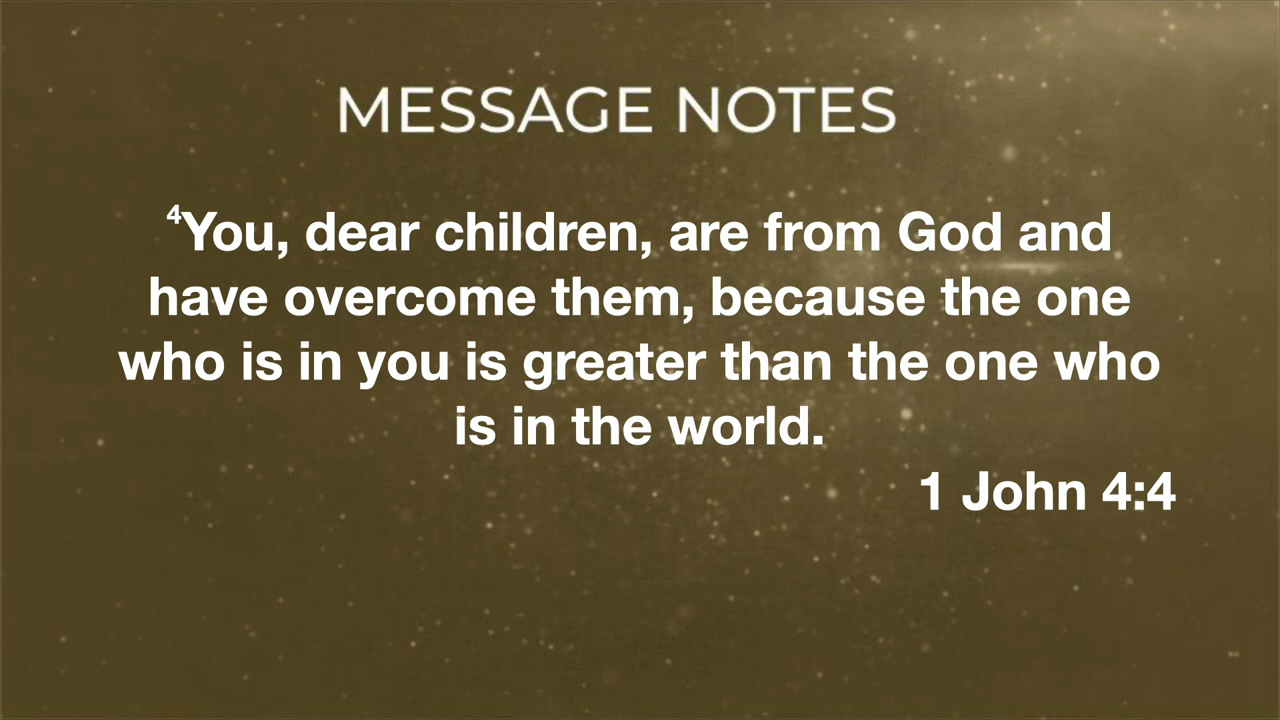 MESSAGE NOTES
⁴You, dear children, are from God and
have overcome them, because the one
who is in you is greater than the one who
is in the world.
1 John 4:4